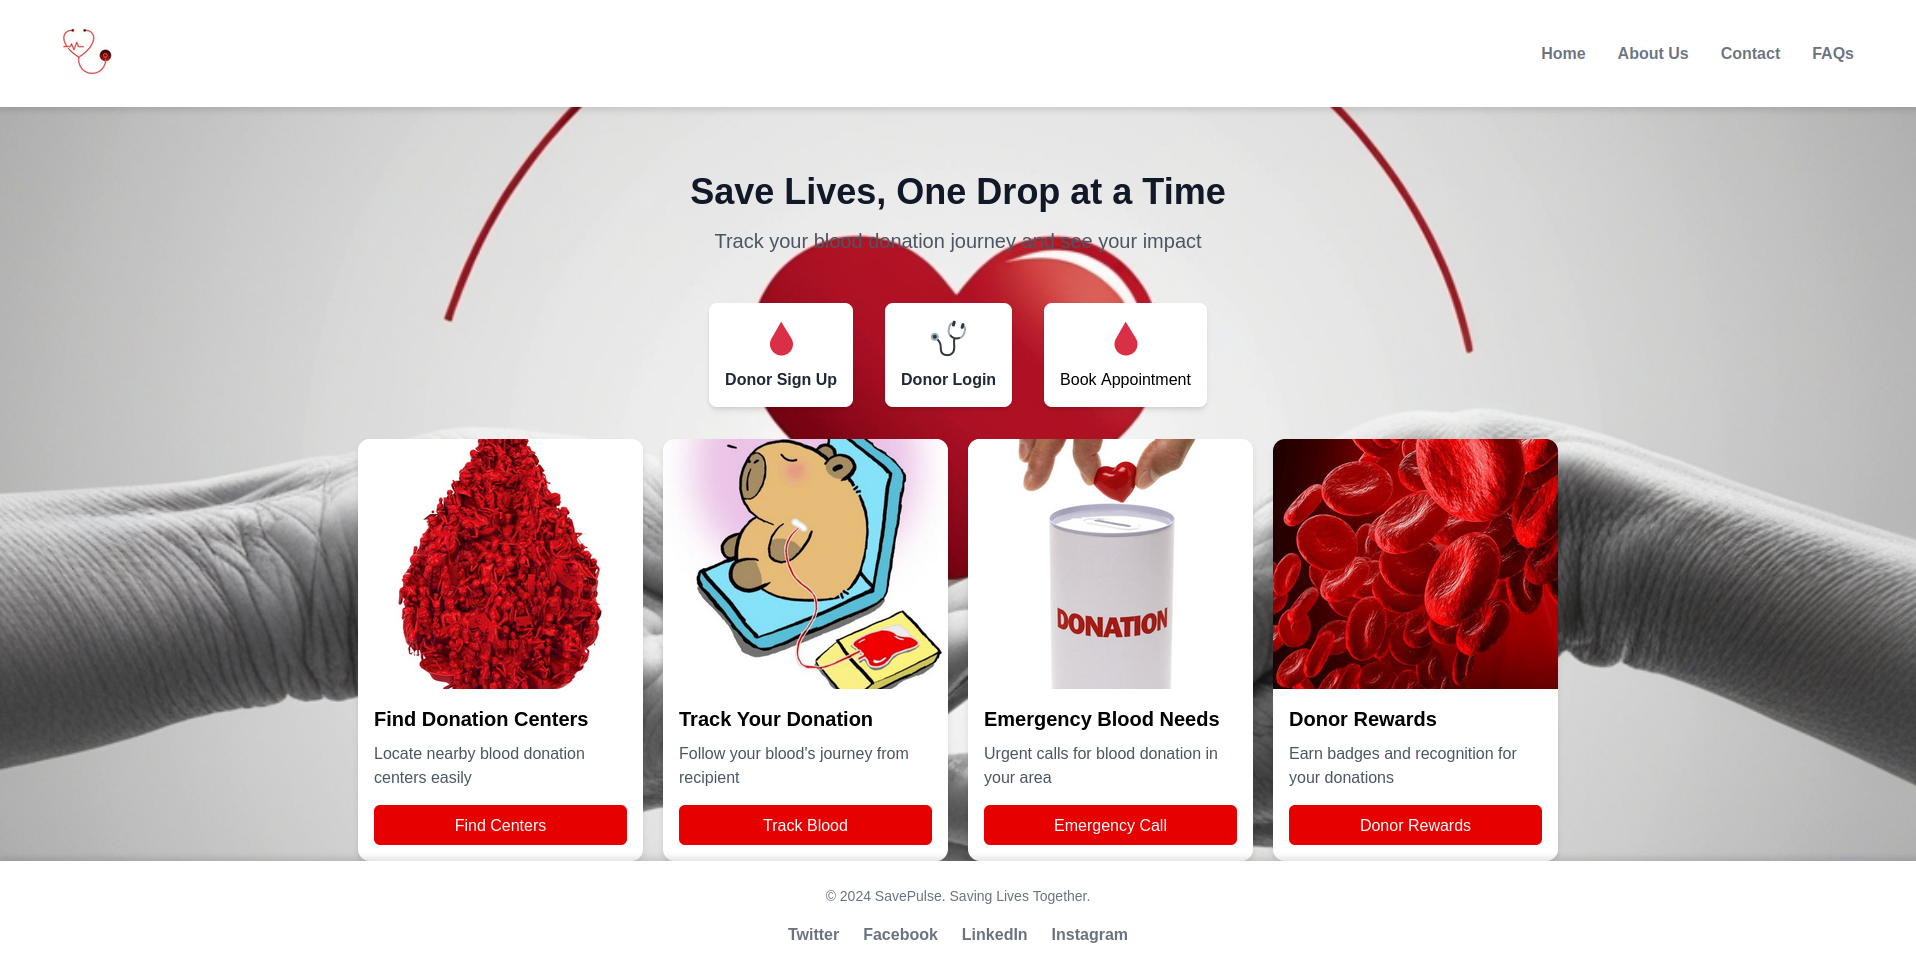 Home About Us Contact FAQs
Save Lives, One Drop at a Time
Track your blood donation journey and see your impact
Donor Sign Up
Donor Login
Book Appointment
DONATION
Find Donation Centers
Locate nearby blood donation
centers easily
Find Centers
Track Your Donation
Follow your blood's journey from
recipient
Track Blood
Emergency Blood Needs
Urgent calls for blood donation in
your area
Emergency Call
Donor Rewards
Earn badges and recognition for
your donations
Donor Rewards
© 2024 SavePulse. Saving Lives Together.
Twitter Facebook LinkedIn Instagram